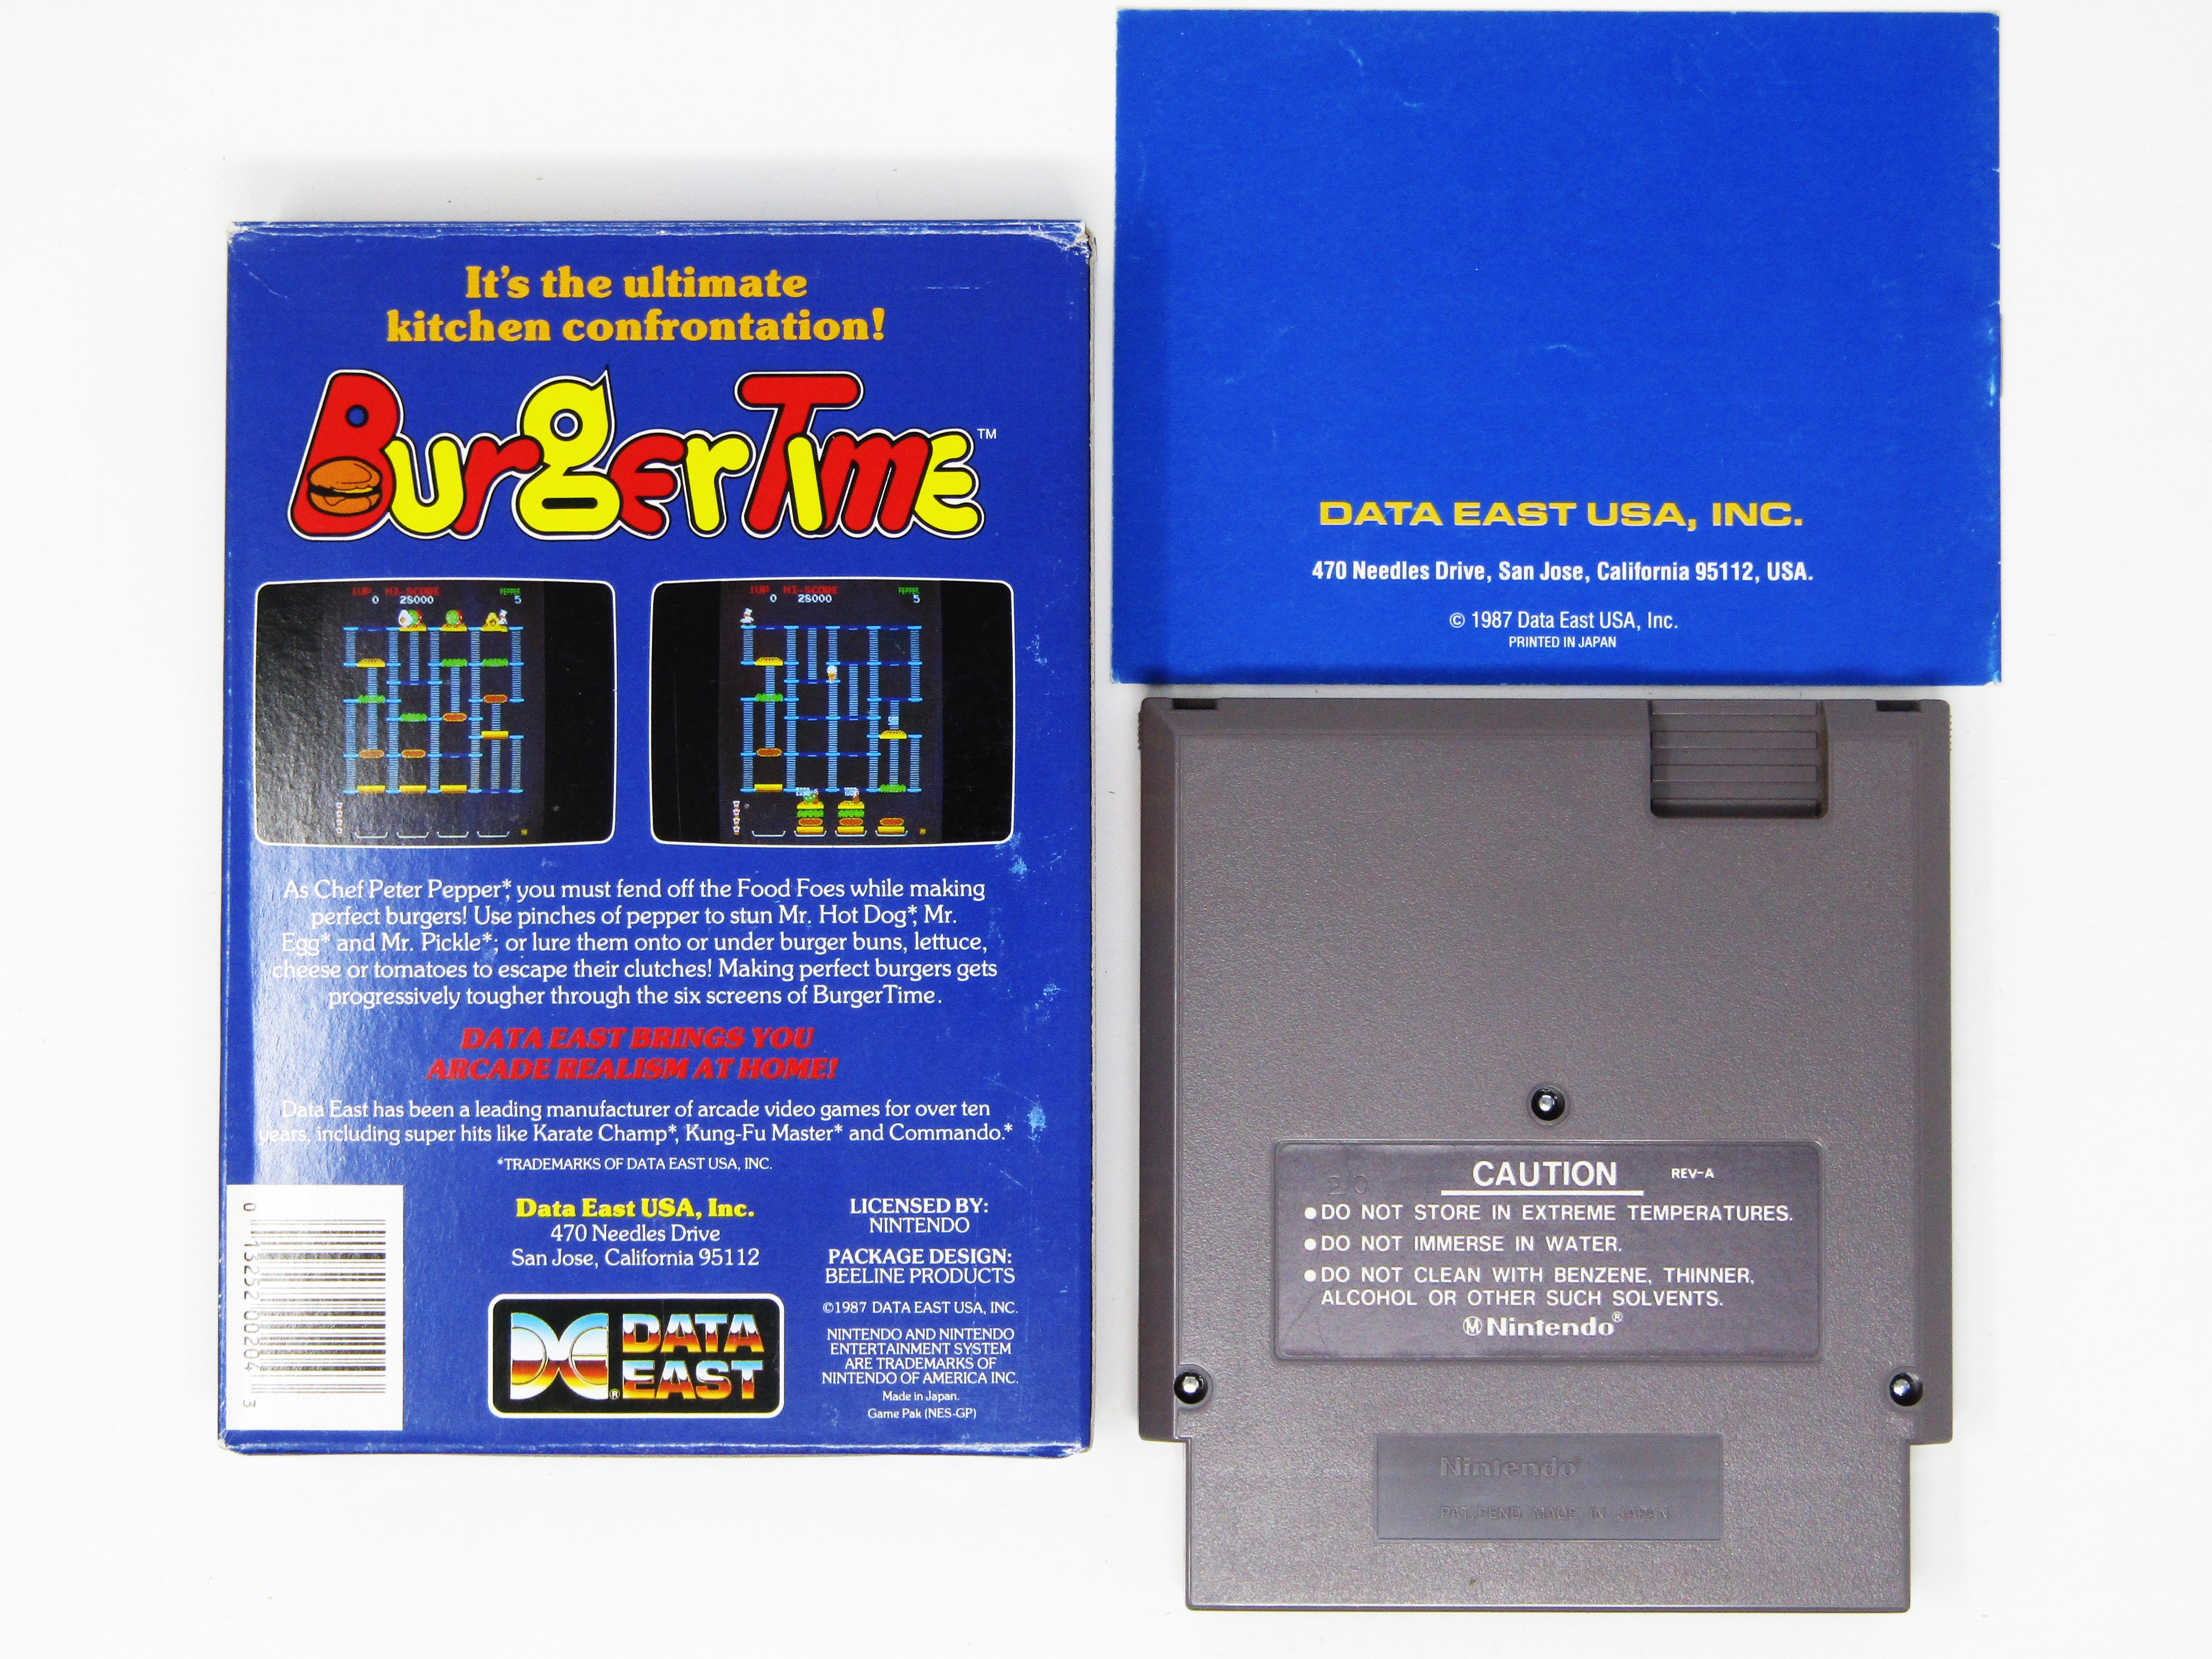 It's the ultimate
kitchen confrontation!
BurgerTime™
1UP HI-SCORE PEPPER
0 28000 5
1UP HI-SCORE PEPPER
0 28000 5
As Chef Peter Pepper*, you must fend off the Food Foes while making
perfect burgers! Use pinches of pepper to stun Mr. Hot Dog*, Mr.
Egg* and Mr. Pickle*; or lure them onto or under burger buns, lettuce,
cheese or tomatoes to escape their clutches! Making perfect burgers gets
progressively tougher through the six screens of BurgerTime.
DATA EAST BRINGS YOU
ARCADE REALISM AT HOME!
Data East has been a leading manufacturer of arcade video games for over ten
years, including super hits like Karate Champ*, Kung-Fu Master* and Commando.*
*TRADEMARKS OF DATA EAST USA, INC.
0 13252 00204 3
Data East USA, Inc.
470 Needles Drive
San Jose, California 95112
DATA
EAST®
LICENSED BY:
NINTENDO
PACKAGE DESIGN:
BEELINE PRODUCTS
©1987 DATA EAST USA, INC.
NINTENDO AND NINTENDO
ENTERTAINMENT SYSTEM
ARE TRADEMARKS OF
NINTENDO OF AMERICA INC.
Made in Japan.
Game Pak (NES-GP)
DATA EAST USA, INC.
470 Needles Drive, San Jose, California 95112, USA.
© 1987 Data East USA, Inc.
PRINTED IN JAPAN
CAUTION REV-A
●DO NOT STORE IN EXTREME TEMPERATURES.
●DO NOT IMMERSE IN WATER.
●DO NOT CLEAN WITH BENZENE, THINNER,
ALCOHOL OR OTHER SUCH SOLVENTS.
Ⓜ Nintendo®
Nintendo
PAT. PEND. MADE IN JAPAN